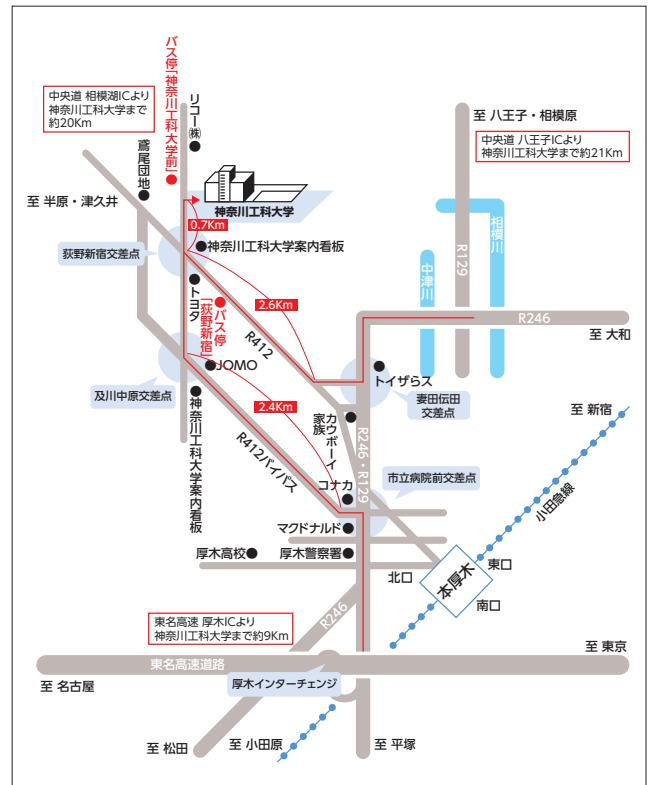 中央道 相模湖ICより
神奈川工科大学まで
約20Km
バス停「神奈川工科大学前」
リコー㈱
鳶尾団地
至 半原・津久井
神奈川工科大学
0.7Km
至 八王子・相模原
中央道 八王子ICより
神奈川工科大学まで約21Km
R129
相模川
中津川
R246
至 大和
荻野新宿交差点
神奈川工科大学案内看板
トヨタ
バス停
「荻野新宿」
2.6Km
R412
JOMO
トイザらス
妻田伝田
交差点
及川中原交差点
神奈川工科大学案内看板
2.4Km
R412バイパス
カウボーイ
家族
R246・R129
至 新宿
小田急線
市立病院前交差点
コナカ
マクドナルド
厚木高校
厚木警察署
北口
本厚木
東口
南口
東名高速 厚木ICより
神奈川工科大学まで約9Km
R246
東名高速道路
至 東京
至 名古屋
厚木インターチェンジ
至 松田
至 小田原
至 平塚